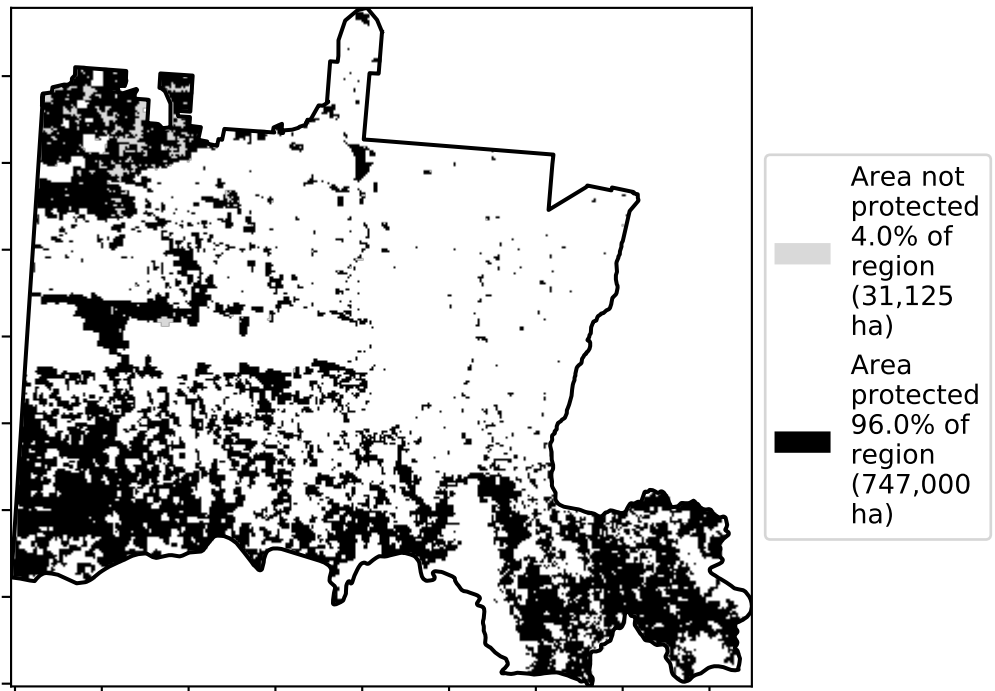 Area not
protected
4.0% of
region
(31,125
ha)
Area
protected
96.0% of
region
(747,000
ha)